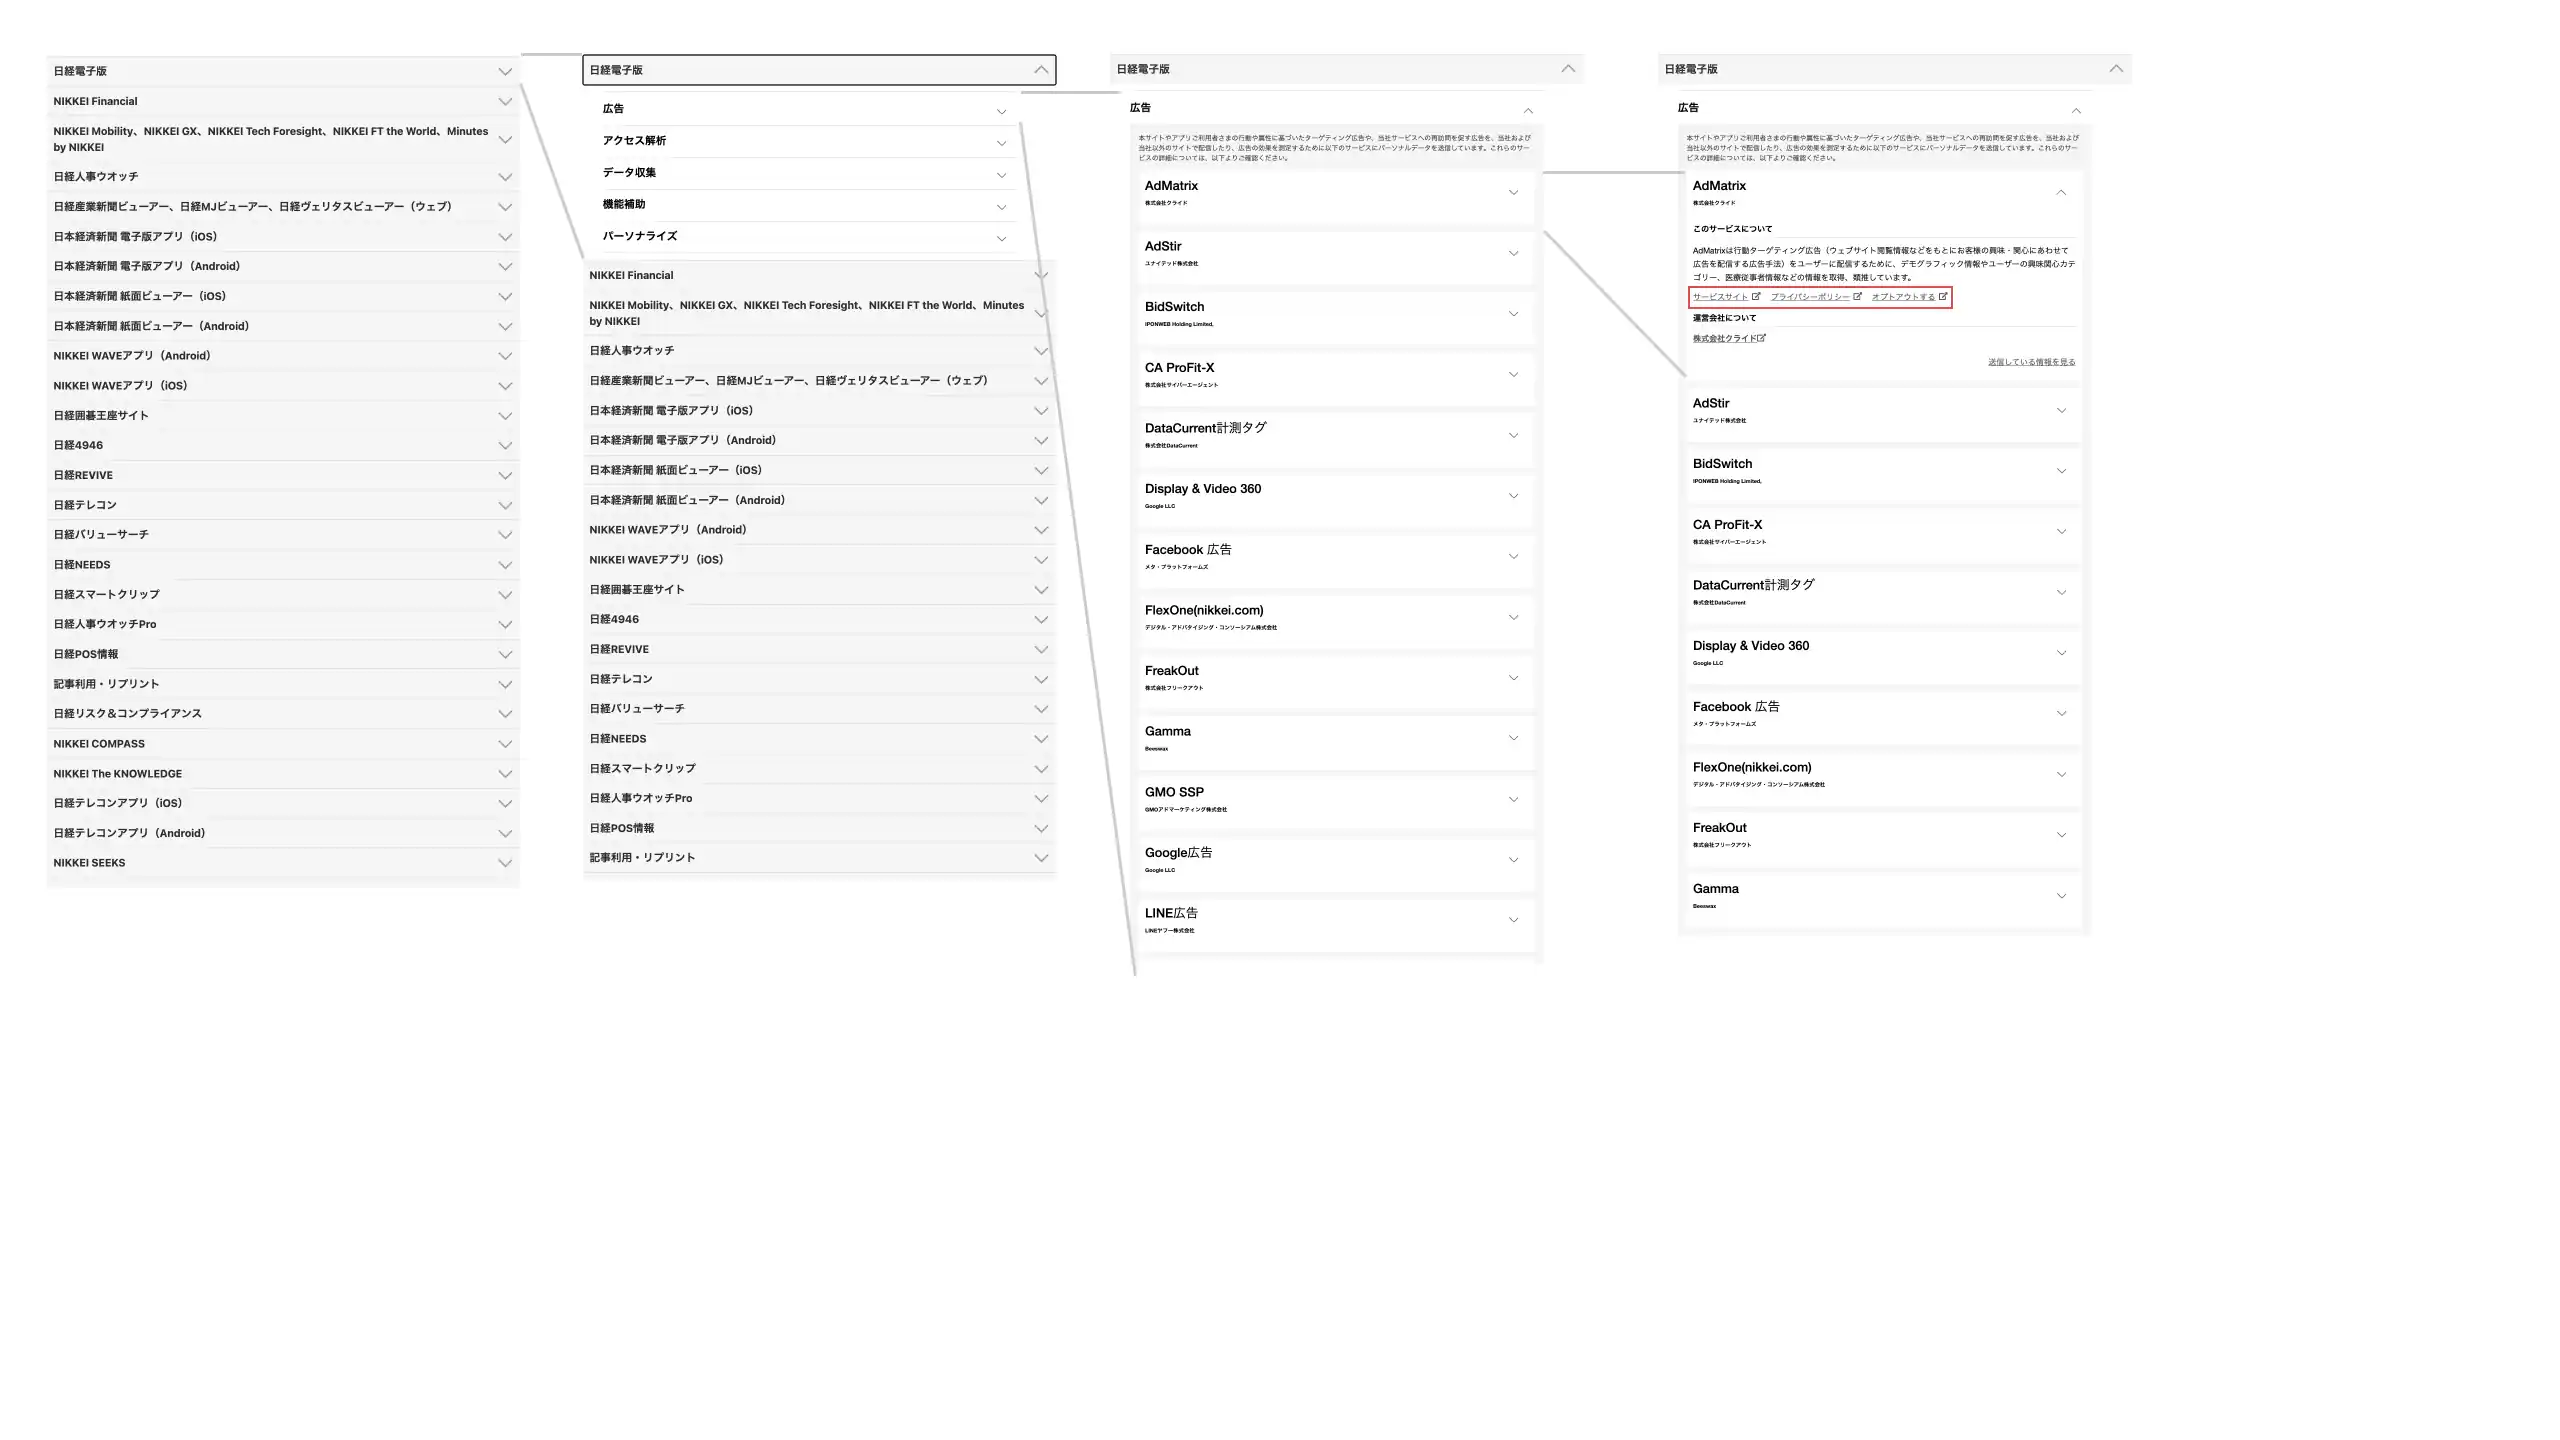 日経電子版
NIKKEI Financial
NIKKEI Mobility、NIKKEI GX、NIKKEI Tech Foresight、NIKKEI FT the World、Minutes
by NIKKEI
日経人事ウオッチ
日経産業新聞ビューアー、日経MJビューアー、日経ヴェリタスビューアー（ウェブ）
日本経済新聞 電子版アプリ（iOS）
日本経済新聞 電子版アプリ（Android）
日本経済新聞 紙面ビューアー（iOS）
日本経済新聞 紙面ビューアー（Android）
NIKKEI WAVEアプリ（Android）
NIKKEI WAVEアプリ（iOS）
日経囲碁王座サイト
日経4946
日経REVIVE
日経テレコン
日経バリューサーチ
日経NEEDS
日経スマートクリップ
日経人事ウオッチPro
日経POS情報
記事利用・リプリント
日経リスク＆コンプライアンス
NIKKEI COMPASS
NIKKEI The KNOWLEDGE
日経テレコンアプリ（iOS）
日経テレコンアプリ（Android）
NIKKEI SEEKS
日経電子版
広告
アクセス解析
データ収集
機能補助
パーソナライズ
NIKKEI Financial
NIKKEI Mobility、NIKKEI GX、NIKKEI Tech Foresight、NIKKEI FT the World、Minutes
by NIKKEI
日経人事ウオッチ
日経産業新聞ビューアー、日経MJビューアー、日経ヴェリタスビューアー（ウェブ）
日本経済新聞 電子版アプリ（iOS）
日本経済新聞 電子版アプリ（Android）
日本経済新聞 紙面ビューアー（iOS）
日本経済新聞 紙面ビューアー（Android）
NIKKEI WAVEアプリ（Android）
NIKKEI WAVEアプリ（iOS）
日経囲碁王座サイト
日経4946
日経REVIVE
日経テレコン
日経バリューサーチ
日経NEEDS
日経スマートクリップ
日経人事ウオッチPro
日経POS情報
記事利用・リプリント
日経電子版
広告
本サイトやアプリご利用者さまの行動や属性に基づいたターゲティング広告や、当社サービスへの再訪問を促す広告を、当社および
当社以外のサイトで配信したり、広告の効果を測定するために以下のサービスにパーソナルデータを送信しています。これらのサー
ビスの詳細については、以下よりご確認ください。
AdMatrix
株式会社クライド
AdStir
ユナイテッド株式会社
BidSwitch
IPONWEB Holding Limited,
CA ProFit-X
株式会社サイバーエージェント
DataCurrent計測タグ
株式会社DataCurrent
Display & Video 360
Google LLC
Facebook 広告
メタ・プラットフォームズ
FlexOne(nikkei.com)
デジタル・アドバタイジング・コンソーシアム株式会社
FreakOut
株式会社フリークアウト
Gamma
Beeswax
GMO SSP
GMOアドマーケティング株式会社
Google広告
Google LLC
LINE広告
LINEヤフー株式会社
日経電子版
広告
本サイトやアプリご利用者さまの行動や属性に基づいたターゲティング広告や、当社サービスへの再訪問を促す広告を、当社および
当社以外のサイトで配信したり、広告の効果を測定するために以下のサービスにパーソナルデータを送信しています。これらのサー
ビスの詳細については、以下よりご確認ください。
AdMatrix
株式会社クライド
このサービスについて
AdMatrixは行動ターゲティング広告（ウェブサイト閲覧情報などをもとにお客様の興味・関心にあわせて
広告を配信する広告手法）をユーザーに配信するために、デモグラフィック情報やユーザーの興味関心カテ
ゴリー、医療従事者情報などの情報を取得、類推しています。
サービスサイト プライバシーポリシー オプトアウトする
運営会社について
株式会社クライド
送信している情報を見る
AdStir
ユナイテッド株式会社
BidSwitch
IPONWEB Holding Limited,
CA ProFit-X
株式会社サイバーエージェント
DataCurrent計測タグ
株式会社DataCurrent
Display & Video 360
Google LLC
Facebook 広告
メタ・プラットフォームズ
FlexOne(nikkei.com)
デジタル・アドバタイジング・コンソーシアム株式会社
FreakOut
株式会社フリークアウト
Gamma
Beeswax